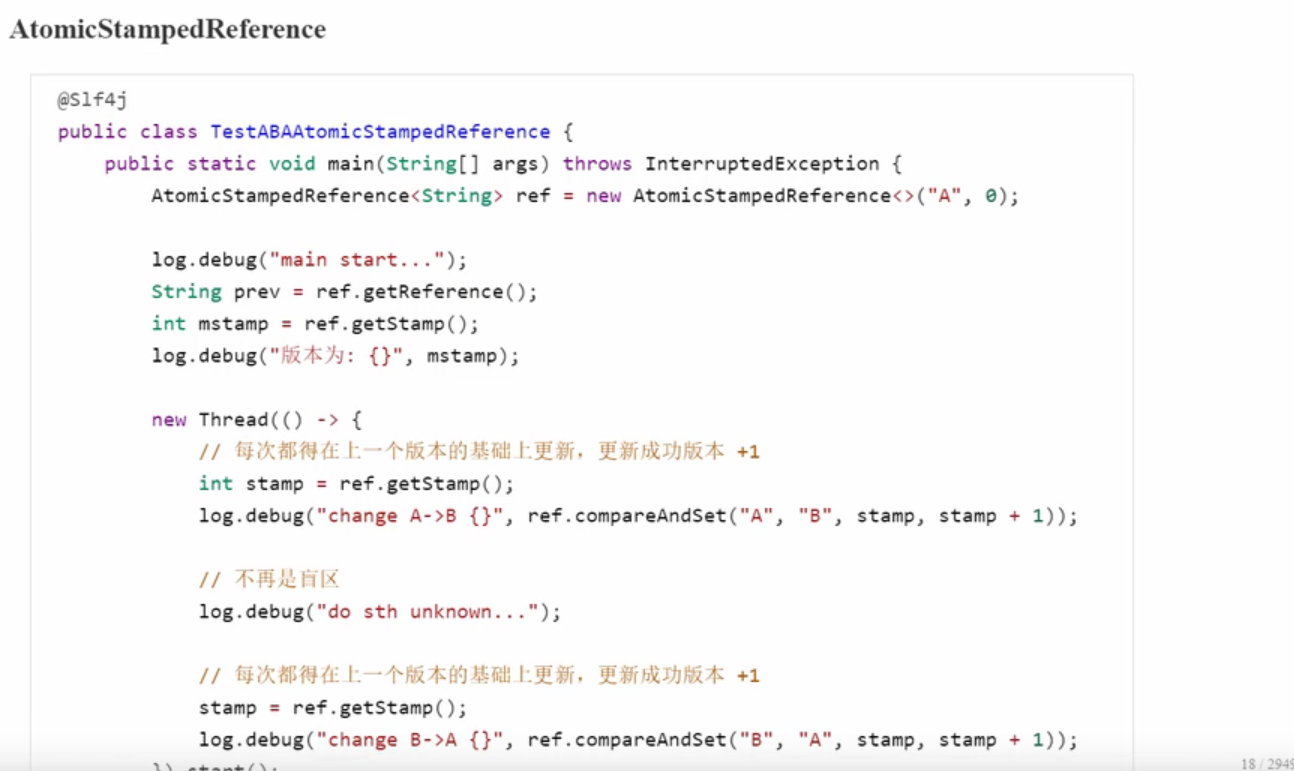 AtomicStampedReference
@Slf4j
public class TestABAAtomicStampedReference {
public static void main(String[] args) throws InterruptedException {
AtomicStampedReference<String> ref = new AtomicStampedReference<>("A", 0);
log.debug("main start...");
String prev = ref.getReference();
int mstamp = ref.getStamp();
log.debug("版本为: {}", mstamp);
new Thread(() -> {
// 每次都得在上一个版本的基础上更新，更新成功版本 +1
int stamp = ref.getStamp();
log.debug("change A->B {}", ref.compareAndSet("A", "B", stamp, stamp + 1));
// 不再是盲区
log.debug("do sth unknown...");
// 每次都得在上一个版本的基础上更新，更新成功版本 +1
stamp = ref.getStamp();
log.debug("change B->A {}", ref.compareAndSet("B", "A", stamp, stamp + 1));
}).start();
18 / 2949